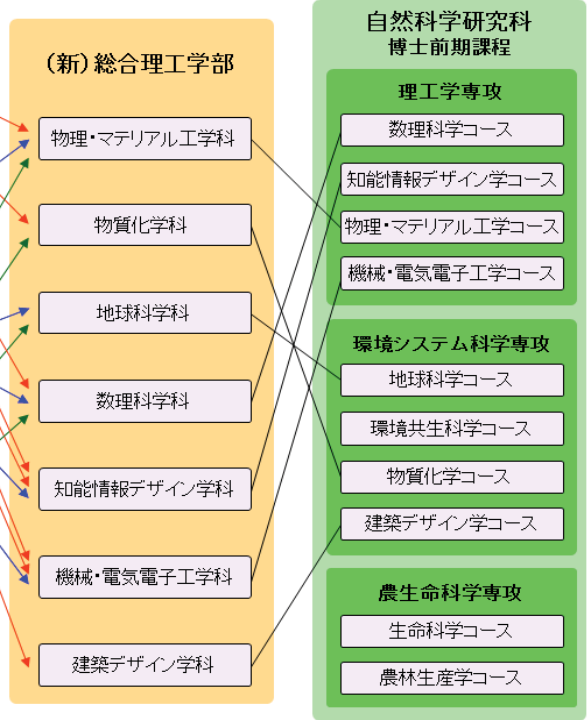 (新)総合理工学部
物理・マテリアル工学科
物質化学科
地球科学科
数理科学科
知能情報デザイン学科
機械・電気電子工学科
建築デザイン学科
自然科学研究科
博士前期課程
理工学専攻
数理科学コース
知能情報デザイン学コース
物理・マテリアル工学コース
機械・電気電子工学コース
環境システム科学専攻
地球科学コース
環境共生科学コース
物質化学コース
建築デザイン学コース
農生命科学専攻
生命科学コース
農林生産学コース